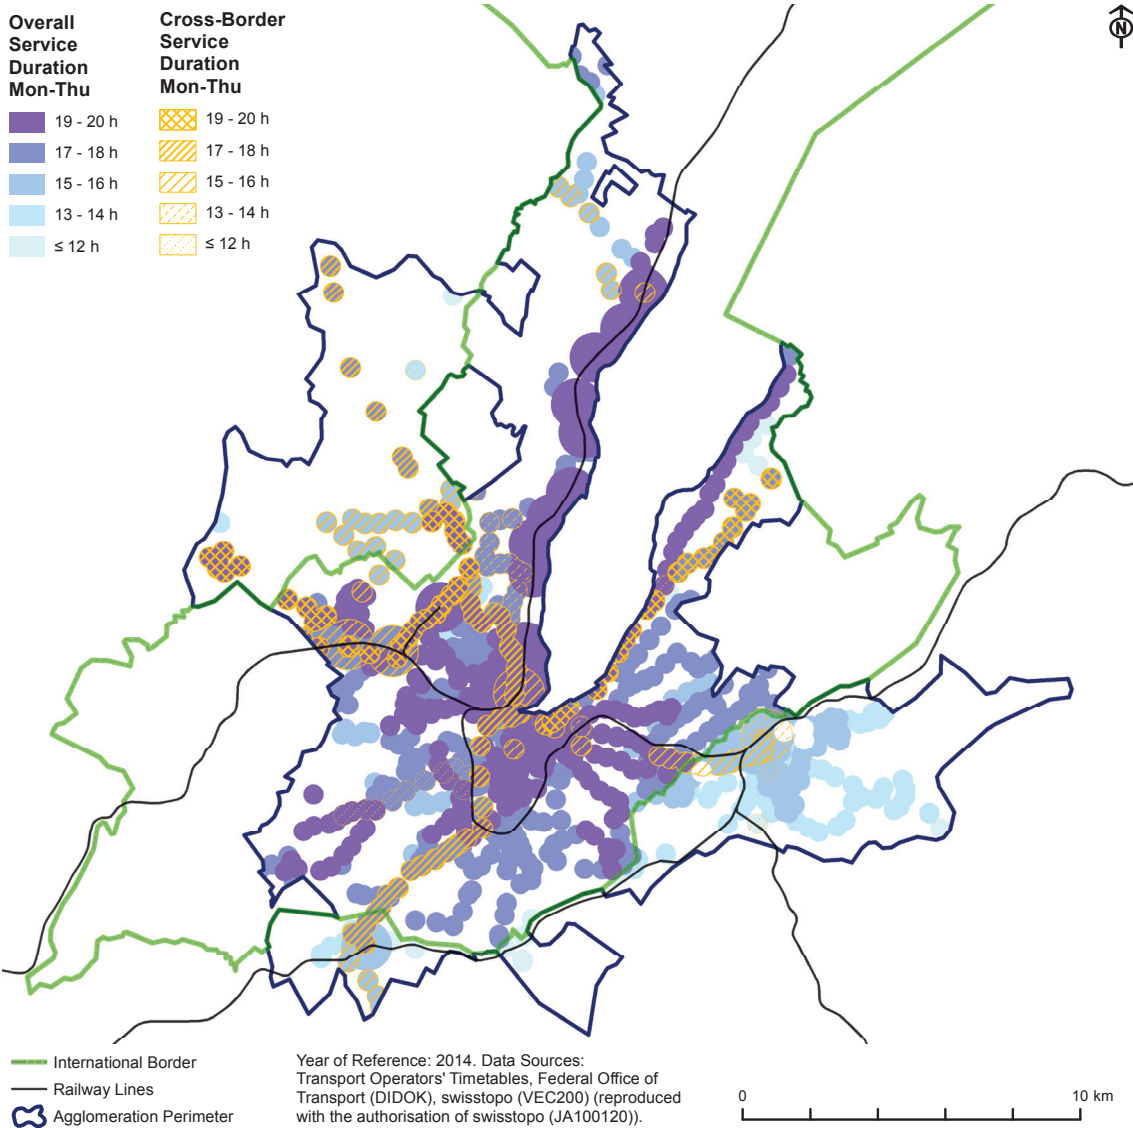 Overall
Service
Duration
Mon-Thu
19 - 20 h
17 - 18 h
15 - 16 h
13 - 14 h
≤ 12 h
Cross-Border
Service
Duration
Mon-Thu
19 - 20 h
17 - 18 h
15 - 16 h
13 - 14 h
≤ 12 h
N
International Border
Railway Lines
Agglomeration Perimeter
Year of Reference: 2014. Data Sources:
Transport Operators' Timetables, Federal Office of
Transport (DIDOK), swisstopo (VEC200) (reproduced
with the authorisation of swisstopo (JA100120)).
0 10 km